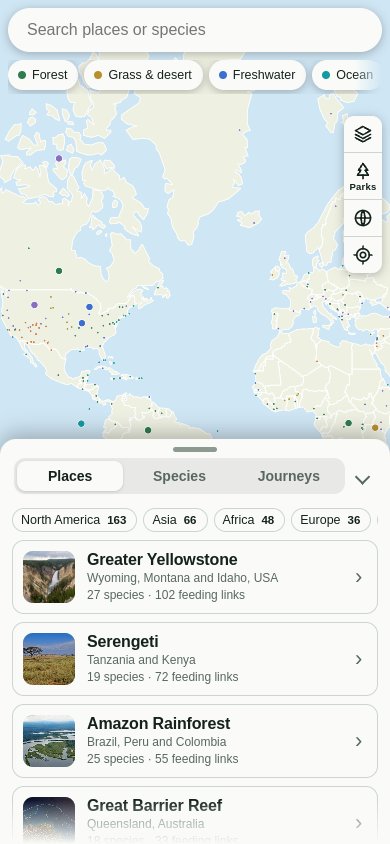 Search places or species
Forest
Grass & desert
Freshwater
Ocean
Parks
Places
Species
Journeys
North America 163
Asia 66
Africa 48
Europe 36
Greater Yellowstone
Wyoming, Montana and Idaho, USA
27 species · 102 feeding links
Serengeti
Tanzania and Kenya
19 species · 72 feeding links
Amazon Rainforest
Brazil, Peru and Colombia
25 species · 55 feeding links
Great Barrier Reef
Queensland, Australia